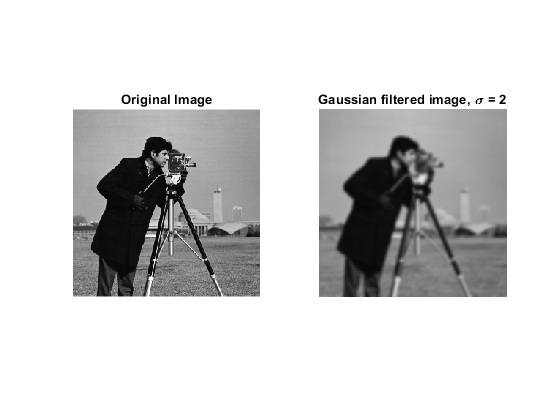 Original Image
Gaussian filtered image, σ = 2